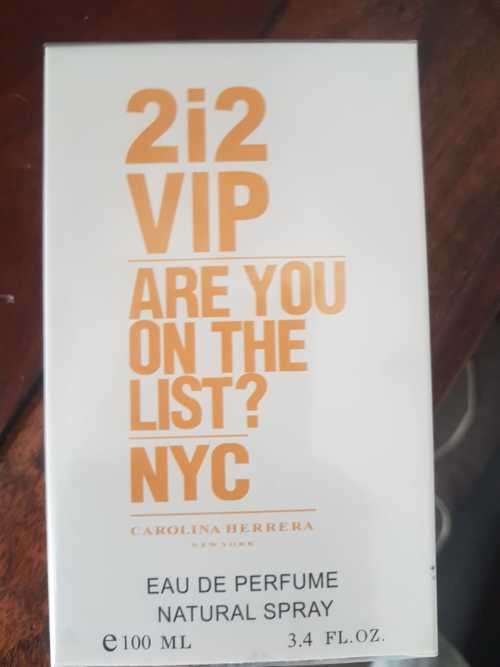 2i2
VIP
ARE YOU
ON THE
LIST?
NYC
CAROLINA HERRERA
NEW YORK
EAU DE PERFUME
NATURAL SPRAY
e 100 ML 3.4 FL.OZ.